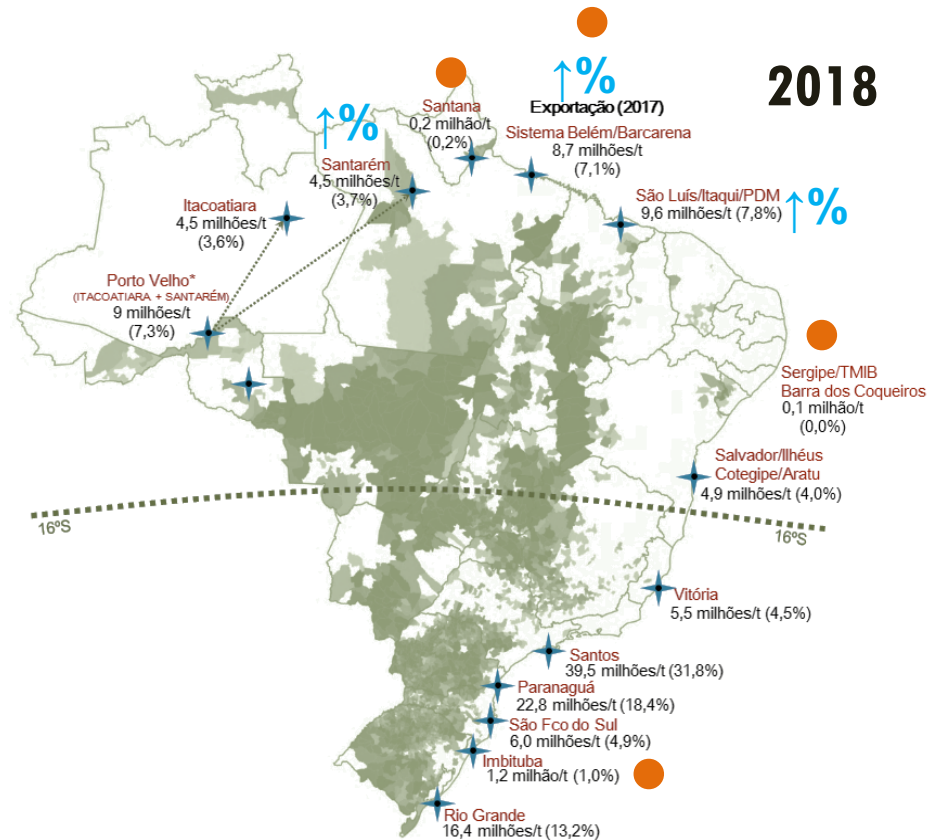 2018
↑%
Exportação (2017)
Santana
0,2 milhão/t
(0,2%)
Sistema Belém/Barcarena
8,7 milhões/t
(7,1%)
↑%
Santarém
4,5 milhões/t
(3,7%)
São Luís/Itaqui/PDM
9,6 milhões/t (7,8%)
↑%
Itacoatiara
4,5 milhões/t
(3,6%)
Porto Velho*
(ITACOATIARA + SANTARÉM)
9 milhões/t
(7,3%)
Sergipe/TMIB
Barra dos Coqueiros
0,1 milhão/t
(0,0%)
Salvador/Ilhéus
Cotegipe/Aratu
4,9 milhões/t (4,0%)
16ºS
16ºS
Vitória
5,5 milhões/t (4,5%)
Santos
39,5 milhões/t (31,8%)
Paranaguá
22,8 milhões/t (18,4%)
São Fco do Sul
6,0 milhões/t (4,9%)
Imbituba
1,2 milhão/t (1,0%)
Rio Grande
16,4 milhões/t (13,2%)